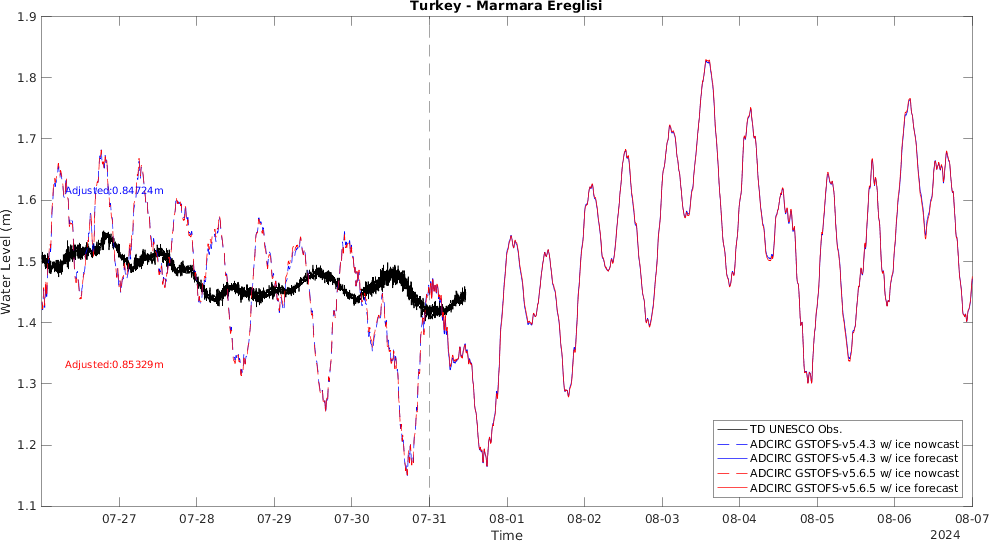 Turkey - Marmara Ereglisi
Water Level (m)
1.9
1.8
1.7
1.6
1.5
1.4
1.3
1.2
1.1
Adjusted:0.84724m
Adjusted:0.85329m
TD UNESCO Obs.
ADCIRC GSTOFS-v5.4.3 w/ ice nowcast
ADCIRC GSTOFS-v5.4.3 w/ ice forecast
ADCIRC GSTOFS-v5.6.5 w/ ice nowcast
ADCIRC GSTOFS-v5.6.5 w/ ice forecast
07-27 07-28 07-29 07-30 07-31 08-01 08-02 08-03 08-04 08-05 08-06 08-07
Time
2024